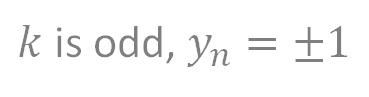 k is odd, yₙ = ±1